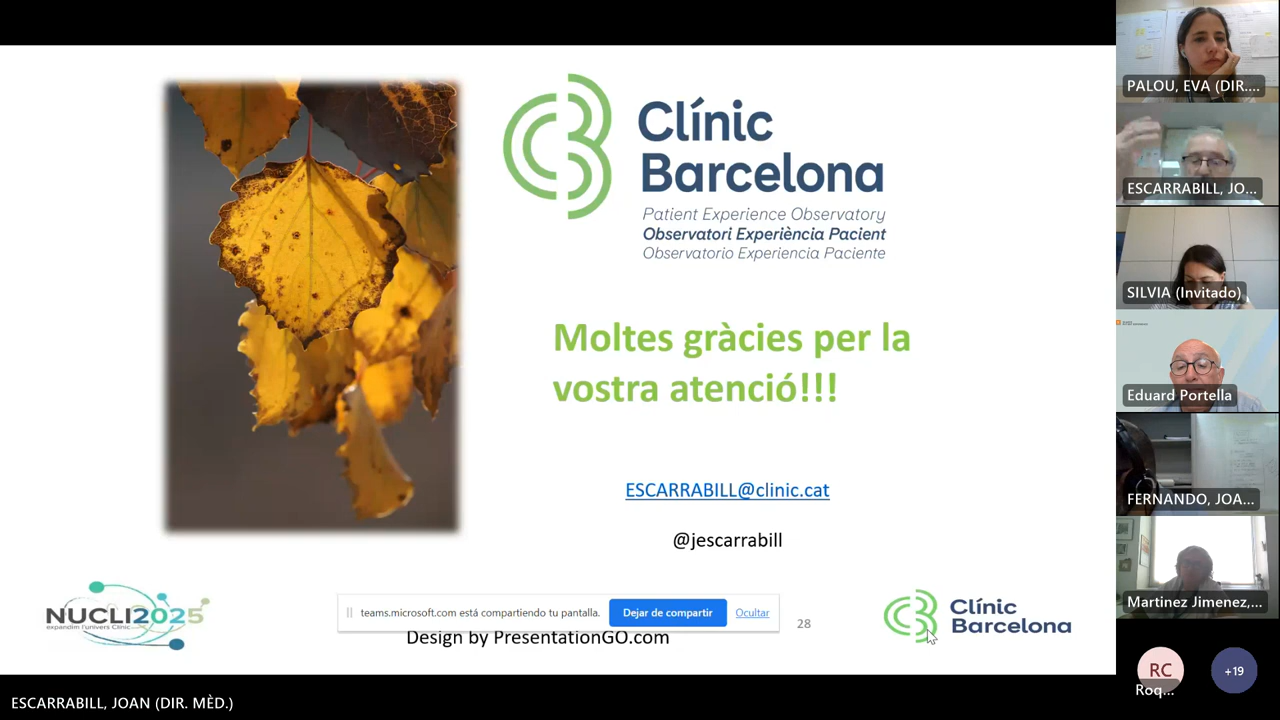 Clínic
Barcelona
Patient Experience Observatory
Observatori Experiència Pacient
Observatorio Experiencia Paciente
Moltes gràcies per la
vostra atenció!!!
ESCARRABILL@clinic.cat
@jescarrabill
NUCLI2025
expandim l'univers Clínic
teams.microsoft.com está compartiendo tu pantalla.
Dejar de compartir
Ocultar
Design by PresentationGO.com
28
Clínic
Barcelona
ESCARRABILL, JOAN (DIR. MÈD.)
PALOU, EVA (DIR....
ESCARRABILL, JO...
SILVIA (Invitado)
Eduard Portella
FERNANDO, JOA...
Martinez Jimenez,...
RC
Roq...
+19